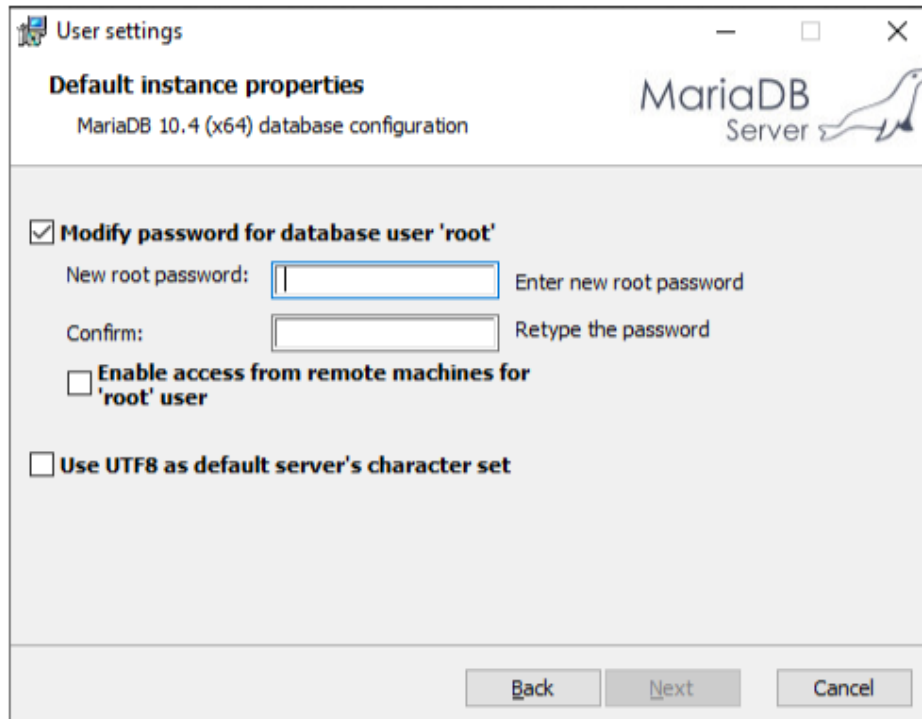 User settings
Default instance properties
MariaDB 10.4 (x64) database configuration
MariaDB
Server
Modify password for database user 'root'
New root password:
Enter new root password
Confirm:
Retype the password
Enable access from remote machines for
'root' user
Use UTF8 as default server's character set
Back
Next
Cancel